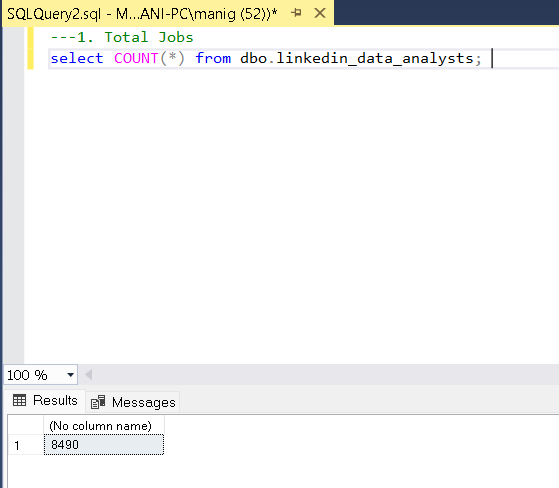 SQLQuery2.sql - M...ANI-PC\manig (52))*
---1. Total Jobs
select COUNT(*) from dbo.linkedin_data_analysts;
100 %
Results Messages
(No column name)
1 8490